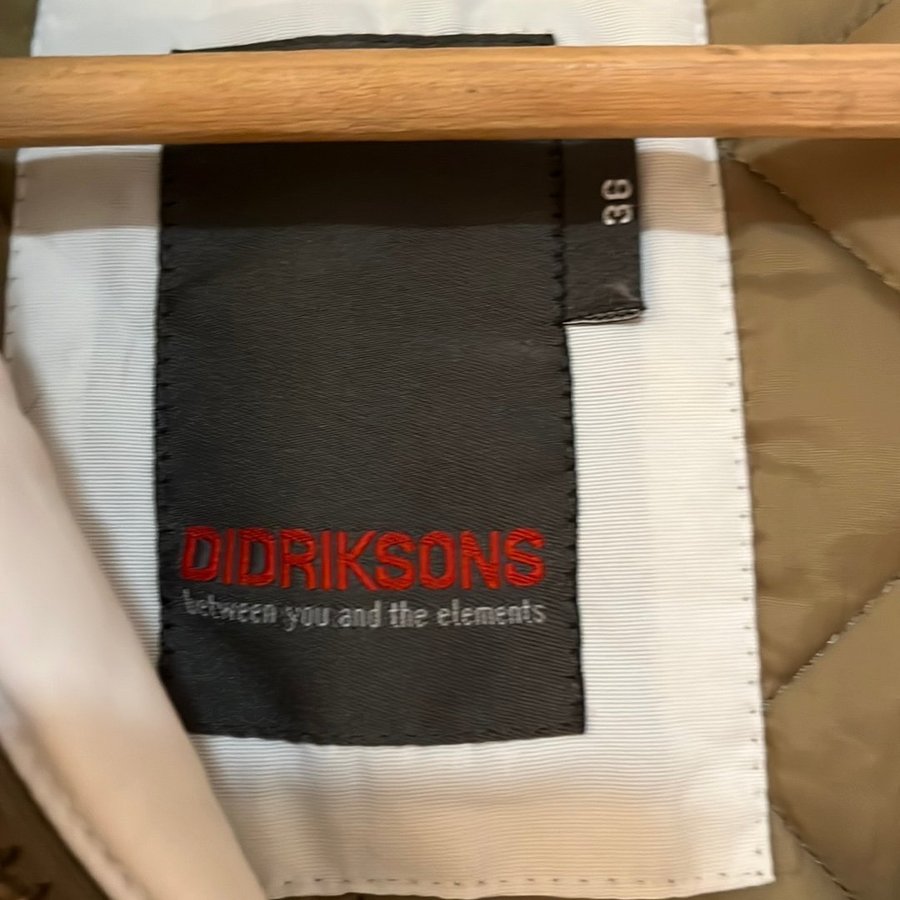 36
DIDRIKSONS
between you and the elements